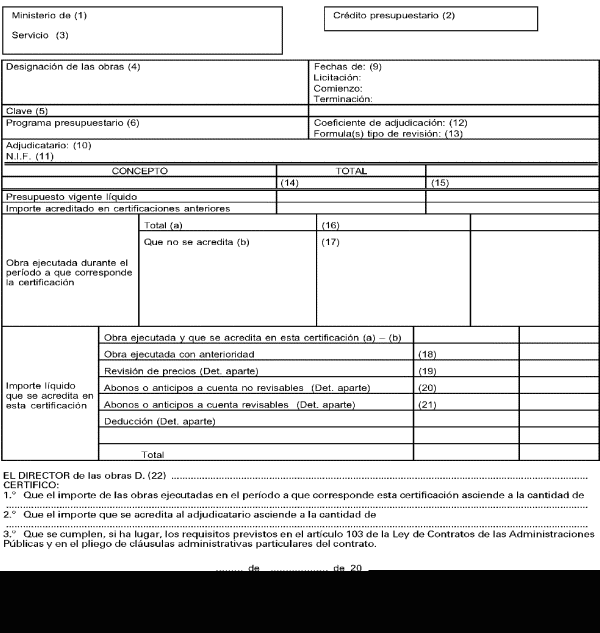 Ministerio de (1)
Crédito presupuestario (2)
Servicio (3)
Designación de las obras (4)
Fechas de: (9)
Licitación:
Comienzo:
Terminación:
Clave (5)
Programa presupuestario (6)
Coeficiente de adjudicación: (12)
Formula(s) tipo de revisión: (13)
Adjudicatario: (10)
N.I.F. (11)
CONCEPTO TOTAL
(14) (15)
Presupuesto vigente líquido
Importe acreditado en certificaciones anteriores
Total (a) (16)
Que no se acredita (b) (17)
Obra ejecutada durante el
período a que corresponde
la certificación
Obra ejecutada y que se acredita en esta certificación (a) – (b)
Obra ejecutada con anterioridad (18)
Revisión de precios (Det. aparte) (19)
Importe líquido
que se acredita en
esta certificación
Abonos o anticipos a cuenta no revisables (Det. aparte) (20)
Abonos o anticipos a cuenta revisables (Det. aparte) (21)
Deducción (Det. aparte)
Total
EL DIRECTOR de las obras D. (22) ........................................
CERTIFICO:
1.º Que el importe de las obras ejecutadas en el período a que corresponde esta certificación asciende a la cantidad de
........................................
2.º Que el importe que se acredita al adjudicatario asciende a la cantidad de
........................................
3.º Que se cumplen, si ha lugar, los requisitos previstos en el artículo 103 de la Ley de Contratos de las Administraciones
Públicas y en el pliego de cláusulas administrativas particulares del contrato.
......... de ................... de 20